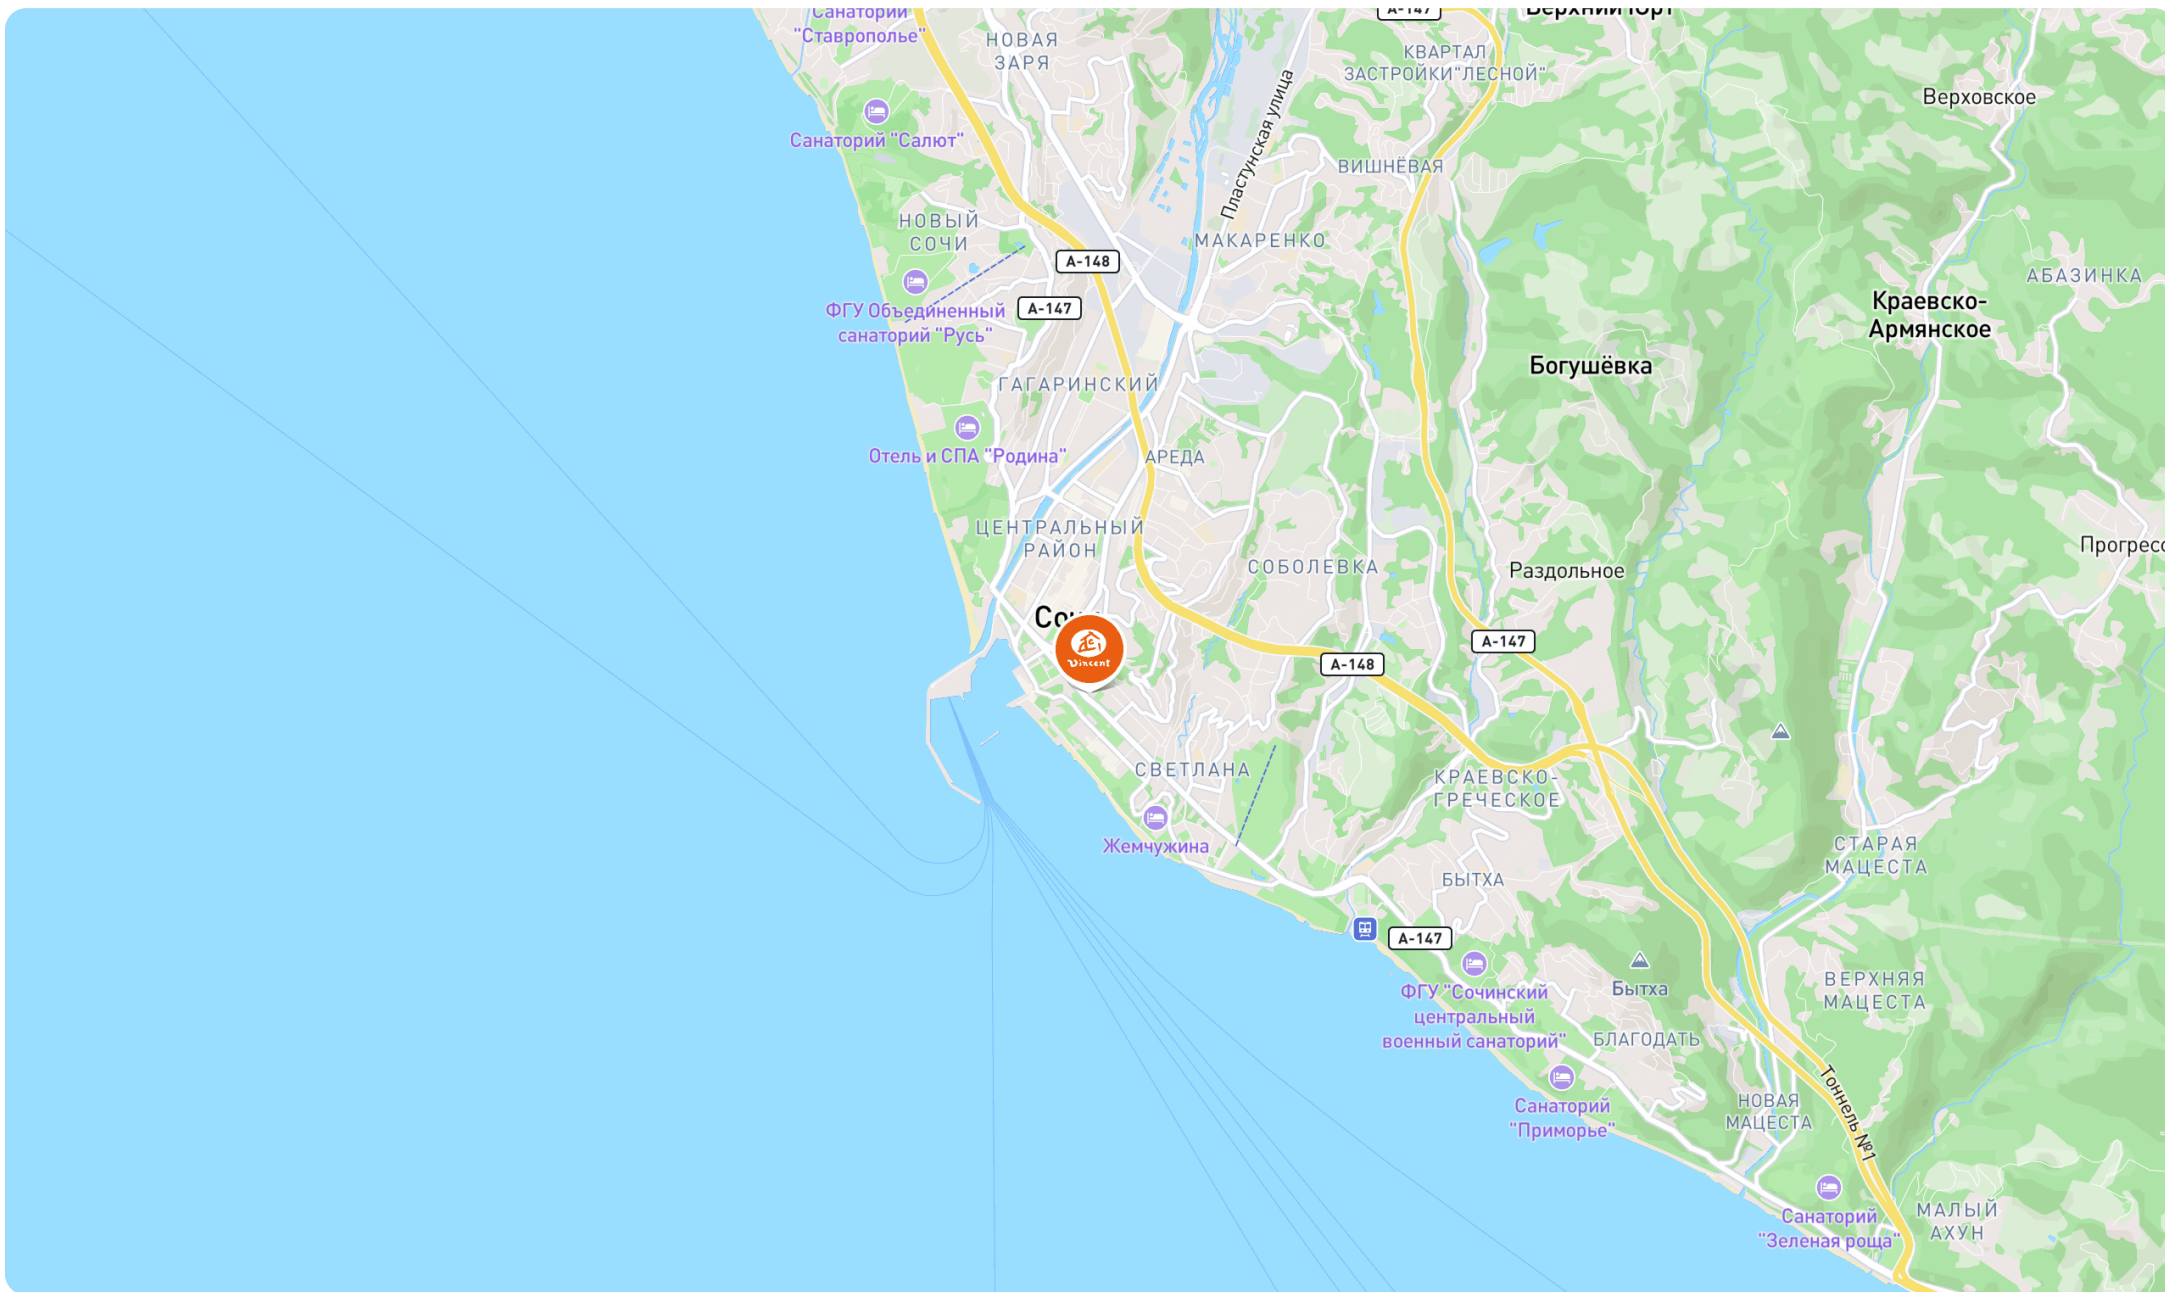 Санаторий
"Ставрополье"
НОВАЯ
ЗАРЯ
А-147
Верхний Юрт
КВАРТАЛ
ЗАСТРОЙКИ"ЛЕСНОЙ"
Верховское
Санаторий "Салют"
Пластунская улица
ВИШНЁВАЯ
НОВЫЙ
СОЧИ
МАКАРЕНКО
А-148
АБАЗИНКА
ФГУ Объединенный
санаторий "Русь"
А-147
Краевско-
Армянское
Богушёвка
ГАГАРИНСКИЙ
Отель и СПА "Родина"
АРЕДА
ЦЕНТРАЛЬНЫЙ
РАЙОН
СОБОЛЕВКА
Раздольное
Прогресс
Vincent
А-148
А-147
СВЕТЛАНА
КРАЕВСКО-
ГРЕЧЕСКОЕ
Жемчужина
СТАРАЯ
МАЦЕСТА
БЫТХА
А-147
ФГУ "Сочинский
центральный
военный санаторий"
Бытха
ВЕРХНЯЯ
МАЦЕСТА
БЛАГОДАТЬ
Санаторий
"Приморье"
НОВАЯ
МАЦЕСТА
Тоннель №1
Санаторий
"Зеленая роща"
МАЛЫЙ
АХУН